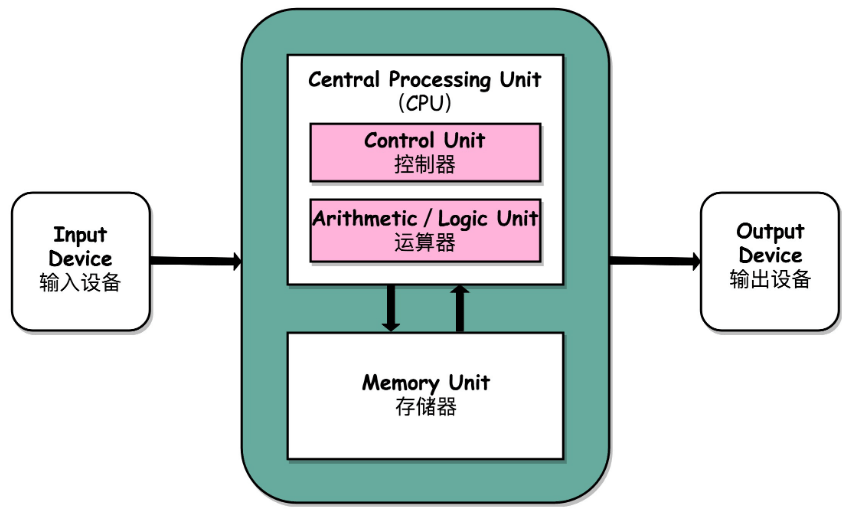 Central Processing Unit
（CPU）
Control Unit
控制器
Arithmetic / Logic Unit
运算器
Input
Device
输入设备
Output
Device
输出设备
Memory Unit
存储器